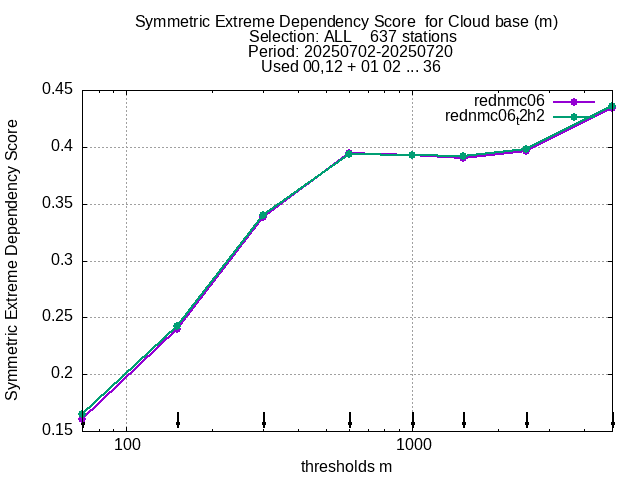 Symmetric Extreme Dependency Score for Cloud base (m)
Selection: ALL 637 stations
Period: 20250702-20250720
Used 00,12 + 01 02 ... 36
rednmc06
rednmc06t2h2
Symmetric Extreme Dependency Score
0.45
0.4
0.35
0.3
0.25
0.2
0.15
100
1000
thresholds m